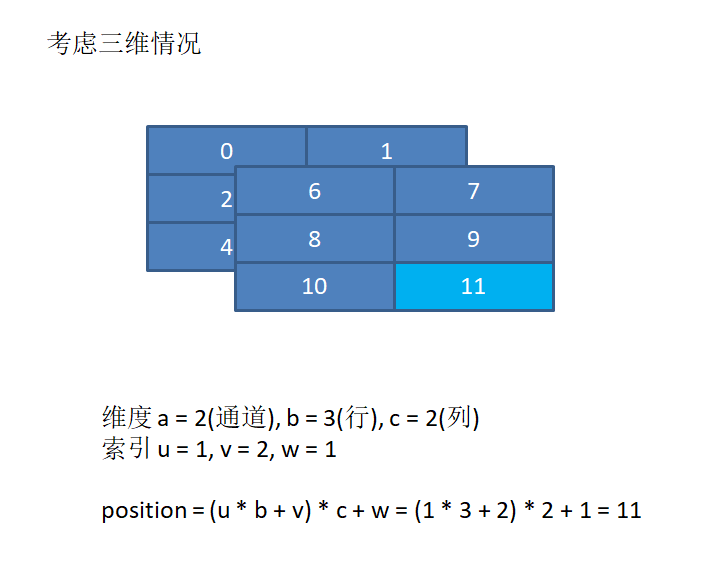 考虑三维情况
0 1
2
4
6 7
8 9
10 11
维度 a = 2(通道), b = 3(行), c = 2(列)
索引 u = 1, v = 2, w = 1
position = (u * b + v) * c + w = (1 * 3 + 2) * 2 + 1 = 11